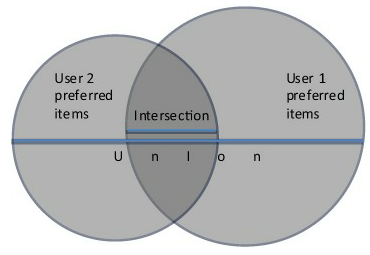 User 2
preferred
items
User 1
preferred
items
Intersection
U n I o n